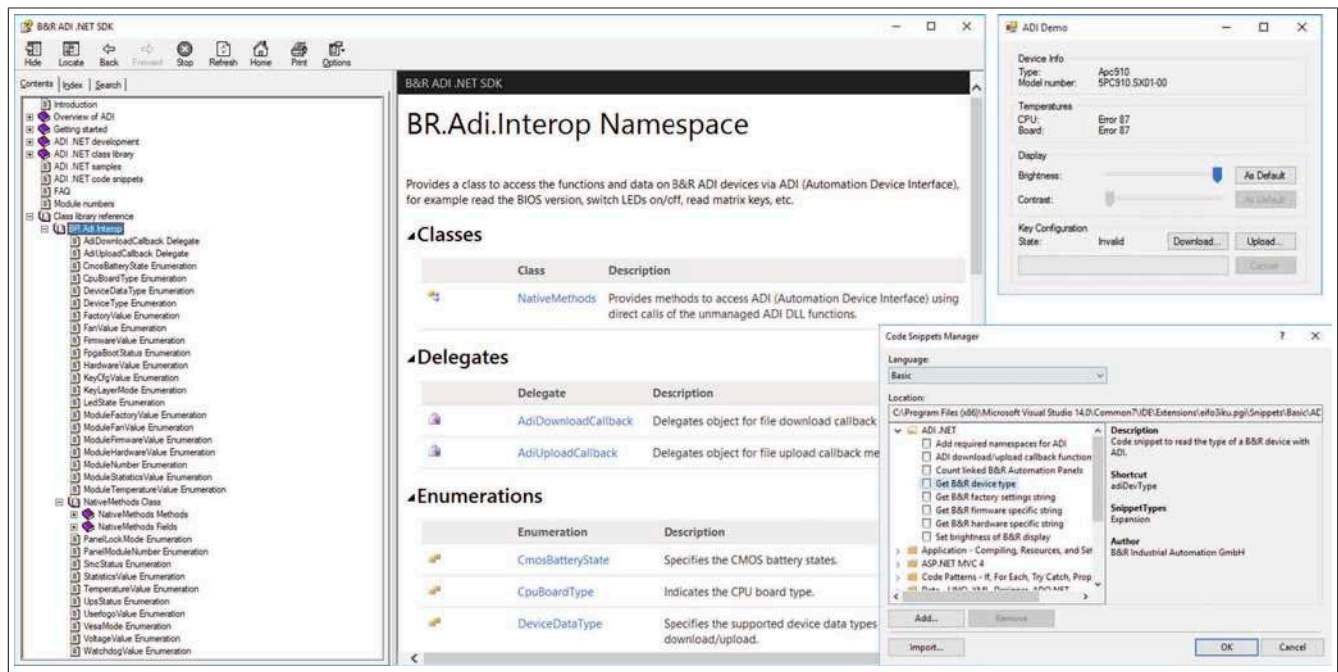 B&R ADI .NET SDK
Hide Locate Back Forward Stop Refresh Home Print Options
Contents Index Search
Introduction
Overview of ADI
Getting started
ADI .NET development
ADI .NET class library
ADI .NET samples
ADI .NET code snippets
FAQ
Module numbers
Class library reference
BR.Adi.Interop
AdiDownloadCallback Delegate
AdiUploadCallback Delegate
CmosBatteryState Enumeration
CpuBoardType Enumeration
DeviceDataType Enumeration
DeviceType Enumeration
FactoryValue Enumeration
FanValue Enumeration
FirmwareValue Enumeration
FpgaBootStatus Enumeration
HardwareValue Enumeration
KeyCfgValue Enumeration
KeyLayerMode Enumeration
LedState Enumeration
ModuleFactoryValue Enumeration
ModuleFanValue Enumeration
ModuleFirmwareValue Enumeration
ModuleHardwareValue Enumeration
ModuleNumber Enumeration
ModuleStatisticsValue Enumeration
ModuleTemperatureValue Enumeration
NativeMethods Class
NativeMethods Methods
NativeMethods Fields
PanelLockMode Enumeration
PanelModuleNumber Enumeration
SmcStatus Enumeration
StatisticsValue Enumeration
TemperatureValue Enumeration
UpsStatus Enumeration
UserlogoValue Enumeration
VesaMode Enumeration
VoltageValue Enumeration
WatchdogValue Enumeration
B&R ADI .NET SDK
BR.Adi.Interop Namespace
Provides a class to access the functions and data on B&R ADI devices via ADI (Automation Device Interface),
for example read the BIOS version, switch LEDs on/off, read matrix keys, etc.
Classes
Class Description
NativeMethods Provides methods to access ADI (Automation Device Interface) using
direct calls of the unmanaged ADI DLL functions.
Delegates
Delegate Description
AdiDownloadCallback Delegates object for file download callback
AdiUploadCallback Delegates object for file upload callback me
Enumerations
Enumeration Description
CmosBatteryState Specifies the CMOS battery states.
CpuBoardType Indicates the CPU board type.
DeviceDataType Specifies the supported device data types
download/upload.
ADI Demo
Device Info
Type: Apc910
Model number: 5PC910.SX01-00
Temperatures
CPU: Error 87
Board: Error 87
Display
Brightness: As Default
Contrast: As Default
Key Configuration
State: Invalid Download... Upload...
Cancel
Code Snippets Manager
Language:
Basic
Location:
C:\Program Files (x86)\Microsoft Visual Studio 14.0\Common7\IDE\Extensions\eifo3iku.pgi\Snippets\Basic\AD
ADI .NET
Add required namespaces for ADI
ADI download/upload callback function
Count linked B&R Automation Panels
Get B&R device type
Get B&R factory settings string
Get B&R firmware specific string
Get B&R hardware specific string
Set brightness of B&R display
Application - Compiling, Resources, and Set
ASP.NET MVC 4
Code Patterns - If, For Each, Try Catch, Prop
Data - LINQ, XML, Designer, ADO.NET
Description
Code snippet to read the type of a B&R device with
ADI.
Shortcut
adiDevType
SnippetTypes
Expansion
Author
B&R Industrial Automation GmbH
Add... Remove
Import... OK Cancel